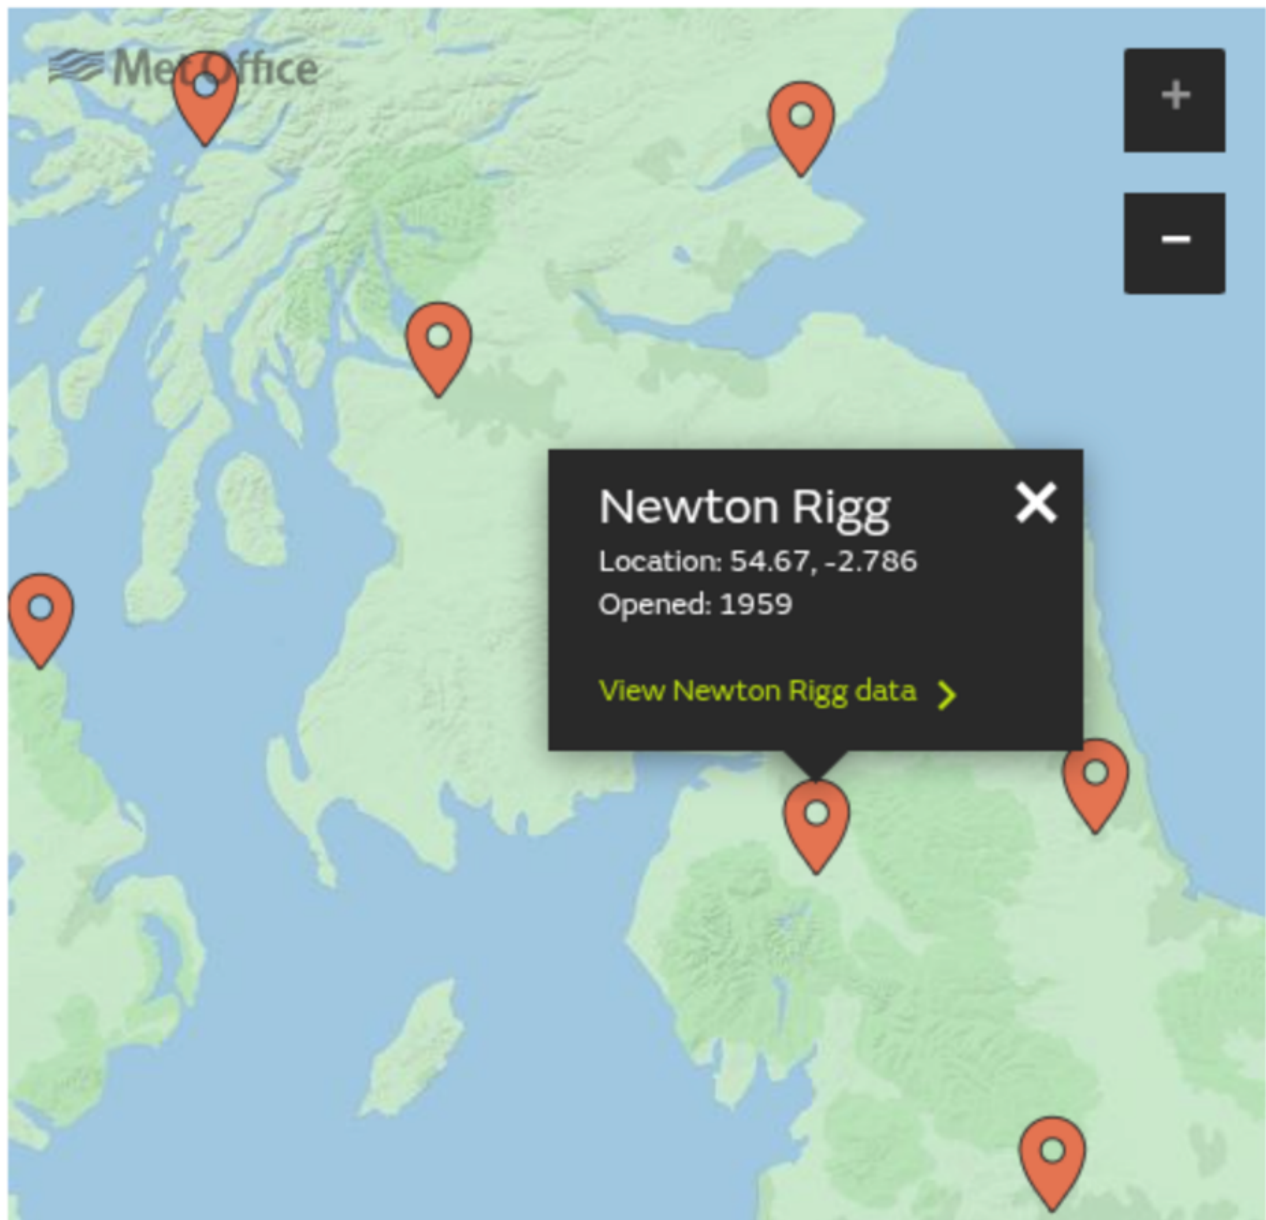 Met Office
+
−
Newton Rigg
Location: 54.67, -2.786
Opened: 1959
View Newton Rigg data